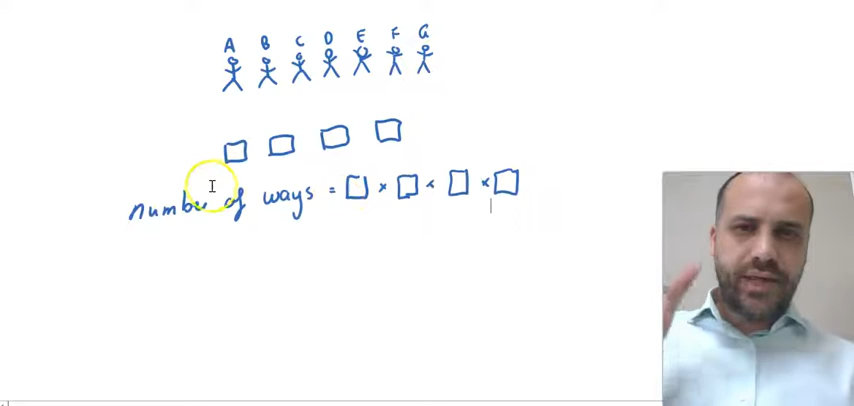 A B C D E F G
number of ways = □ × □ × □ × □